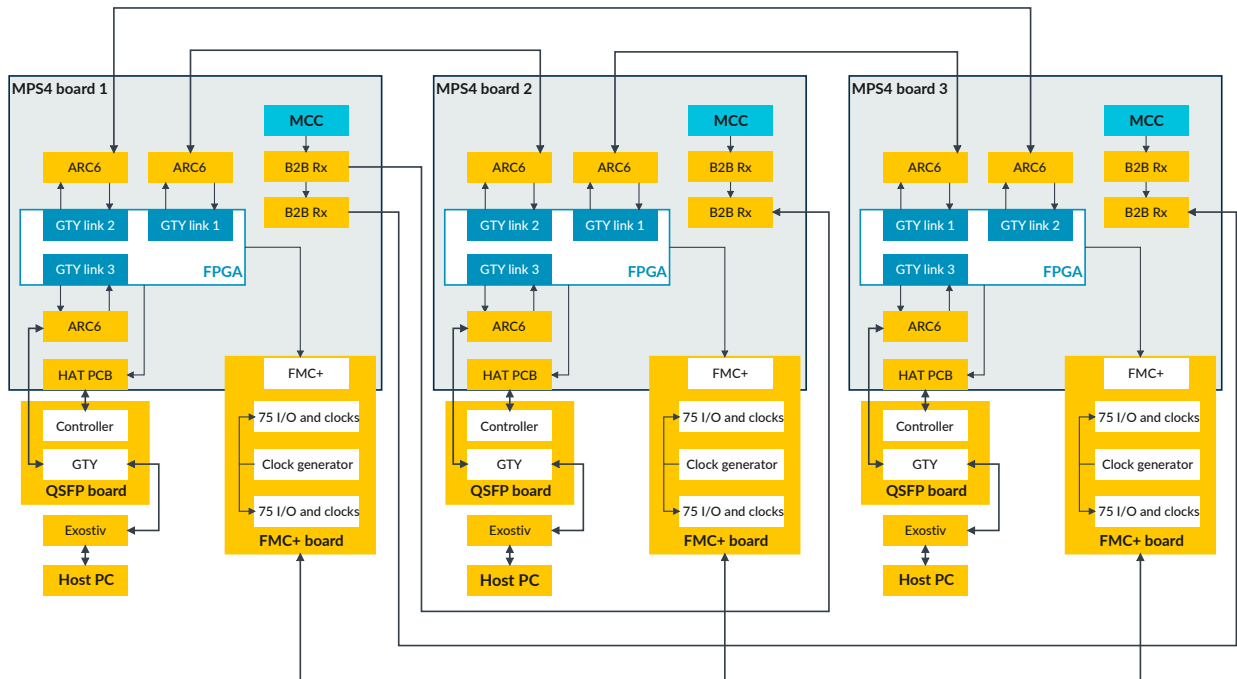 MPS4 board 1
MCC
ARC6
ARC6
B2B Rx
B2B Rx
GTY link 2
GTY link 1
GTY link 3
FPGA
ARC6
HAT PCB
FMC+
Controller
75 I/O and clocks
GTY
Clock generator
QSFP board
75 I/O and clocks
Exostiv
FMC+ board
Host PC
MPS4 board 2
MCC
ARC6
ARC6
B2B Rx
B2B Rx
GTY link 2
GTY link 1
GTY link 3
FPGA
ARC6
HAT PCB
FMC+
Controller
75 I/O and clocks
GTY
Clock generator
QSFP board
75 I/O and clocks
Exostiv
FMC+ board
Host PC
MPS4 board 3
MCC
ARC6
ARC6
B2B Rx
B2B Rx
GTY link 1
GTY link 2
GTY link 3
FPGA
ARC6
HAT PCB
FMC+
Controller
75 I/O and clocks
GTY
Clock generator
QSFP board
75 I/O and clocks
Exostiv
FMC+ board
Host PC